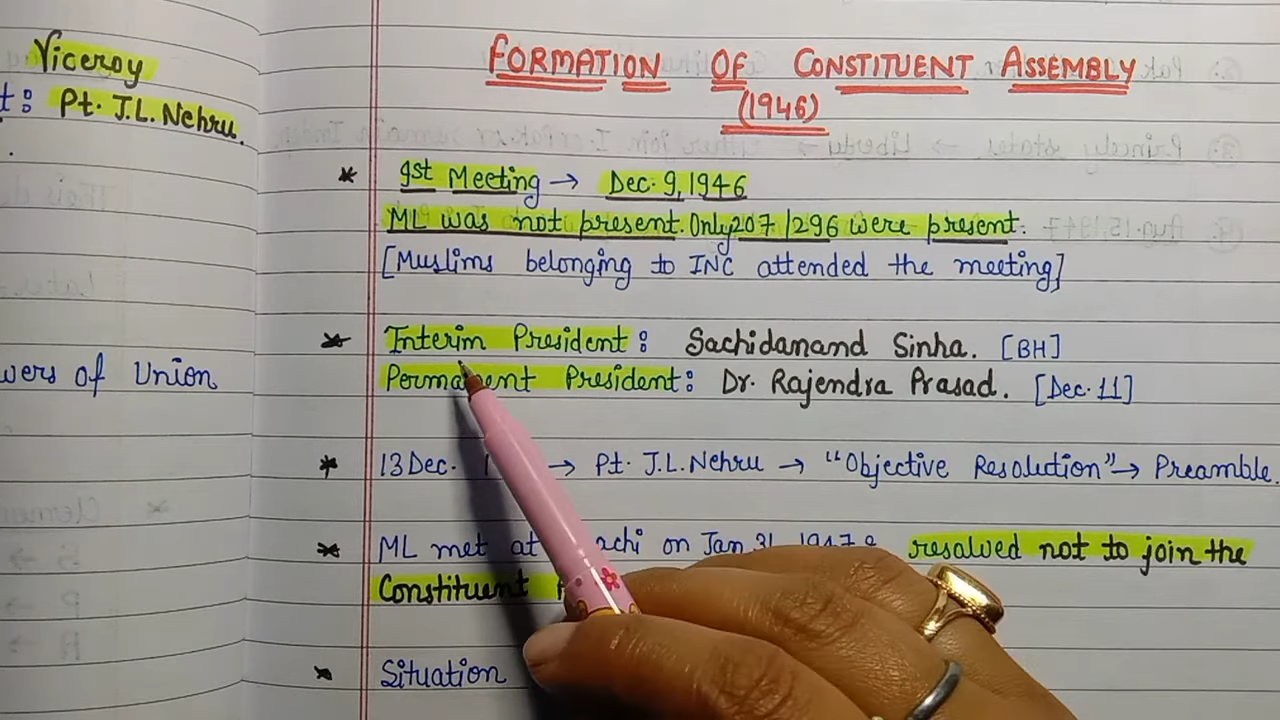 Viceroy
t: Pt. J.L. Nehru.
wers of Union
FORMATION OF CONSTITUENT ASSEMBLY
(1946)
* 1st Meeting → Dec. 9, 1946
ML was not present. Only 207/296 were present.
[Muslims belonging to INC attended the meeting]
* Interim President: Sachidanand Sinha. [BH]
Permanent President: Dr. Rajendra Prasad. [Dec. 11]
* 13 Dec. → Pt. J.L. Nehru → "Objective Resolution" → Preamble.
* ML met at achi on Jan 31, 1947 & resolved not to join the
Constituent
* Situation